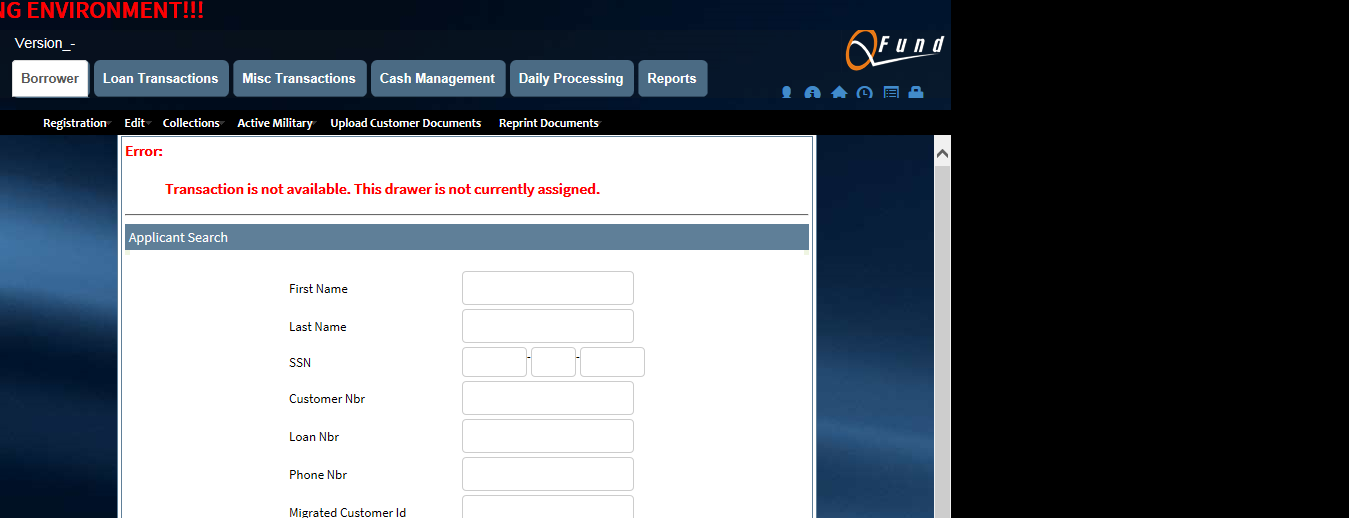 NG ENVIRONMENT!!!
Version_-
Fund
Borrower Loan Transactions Misc Transactions Cash Management Daily Processing Reports
Registration Edit Collections Active Military Upload Customer Documents Reprint Documents
Error:
Transaction is not available. This drawer is not currently assigned.
Applicant Search
First Name
Last Name
SSN - -
Customer Nbr
Loan Nbr
Phone Nbr
Migrated Customer Id